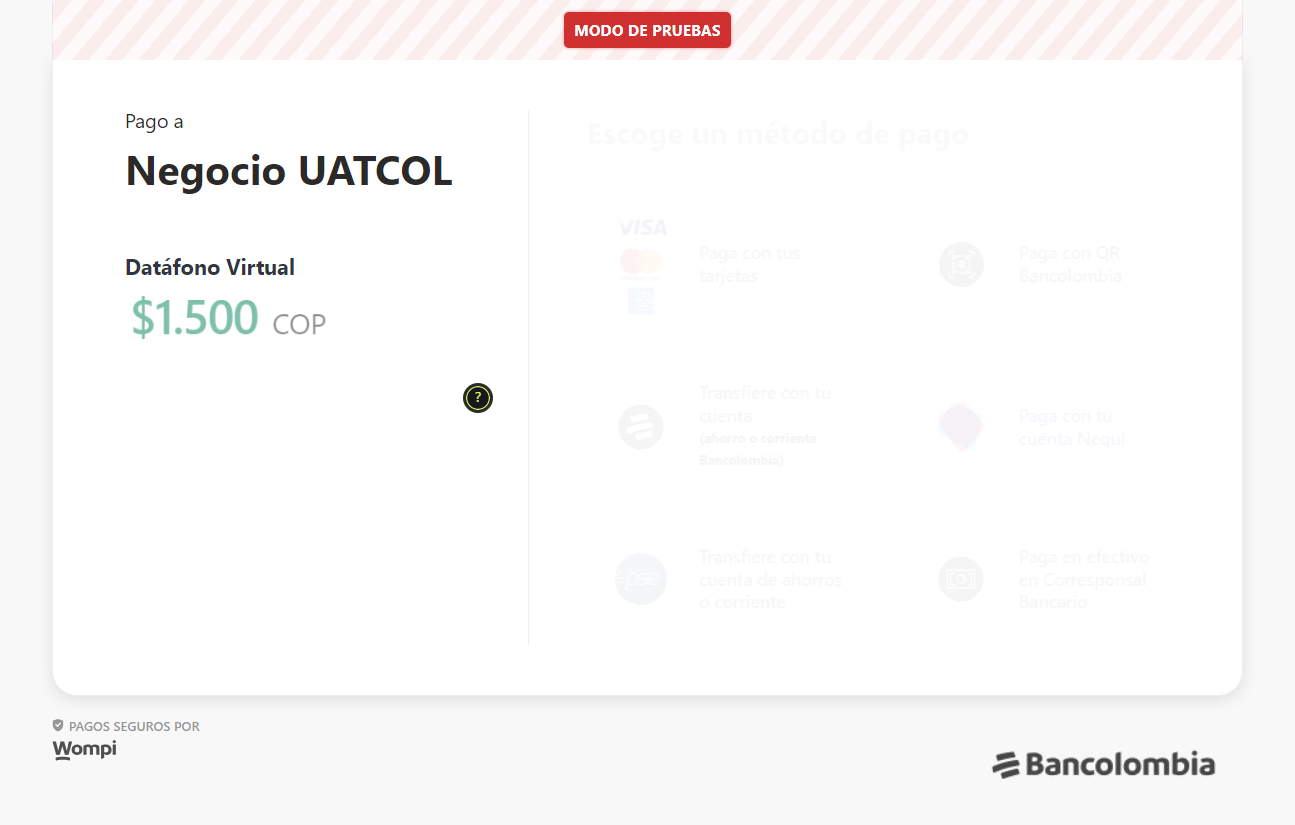 MODO DE PRUEBAS
Pago a
Negocio UATCOL
Datáfono Virtual
$1.500 COP
?
Escoge un método de pago
VISA
Paga con tus
tarjetas
Paga con QR
Bancolombia
Transfiere con tu
cuenta
(ahorro o corriente
Bancolombia)
Paga con tu
cuenta Nequi
pse
Transfiere con tu
cuenta de ahorros
o corriente
Paga en efectivo
en Corresponsal
Bancario
PAGOS SEGUROS POR
Wompi
Bancolombia